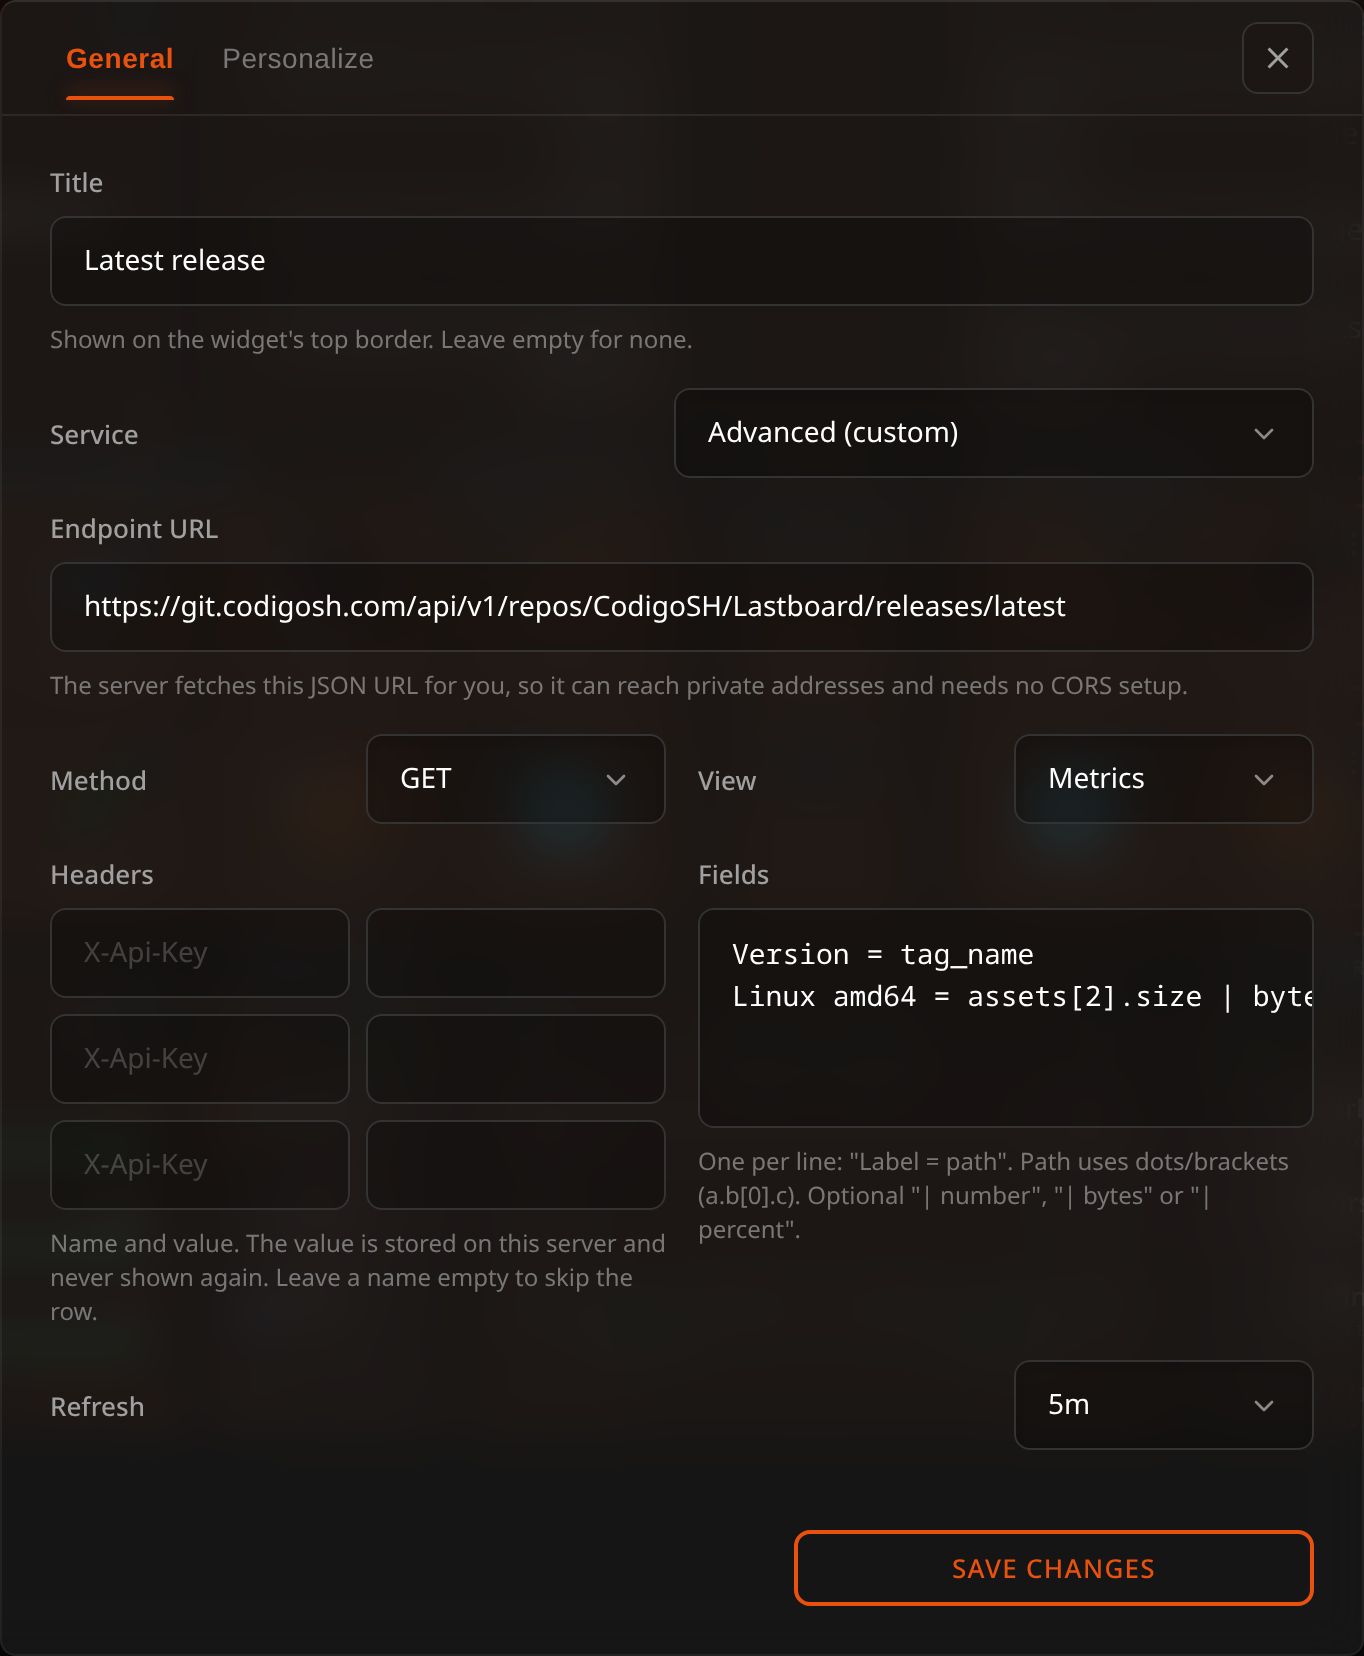 General Personalize
Title
Latest release
Shown on the widget's top border. Leave empty for none.
Service
Advanced (custom)
Endpoint URL
https://git.codigosh.com/api/v1/repos/CodigoSH/Lastboard/releases/latest
The server fetches this JSON URL for you, so it can reach private addresses and needs no CORS setup.
Method
GET
View
Metrics
Headers
X-Api-Key
X-Api-Key
X-Api-Key
Name and value. The value is stored on this server and
never shown again. Leave a name empty to skip the
row.
Fields
Version = tag_name
Linux amd64 = assets[2].size | byte
One per line: "Label = path". Path uses dots/brackets
(a.b[0].c). Optional "| number", "| bytes" or "|
percent".
Refresh
5m
SAVE CHANGES